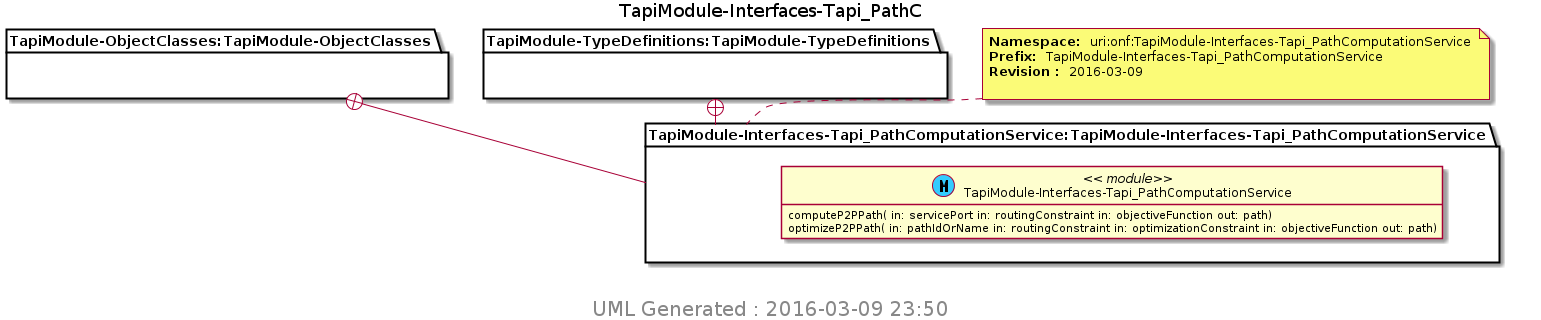 TapiModule-Interfaces-Tapi_PathC
TapiModule-ObjectClasses:TapiModule-ObjectClasses
TapiModule-TypeDefinitions:TapiModule-TypeDefinitions
Namespace: uri:onf:TapiModule-Interfaces-Tapi_PathComputationService
Prefix: TapiModule-Interfaces-Tapi_PathComputationService
Revision : 2016-03-09
TapiModule-Interfaces-Tapi_PathComputationService:TapiModule-Interfaces-Tapi_PathComputationService
M
<< module>>
TapiModule-Interfaces-Tapi_PathComputationService
computeP2PPath( in: servicePort in: routingConstraint in: objectiveFunction out: path)
optimizeP2PPath( in: pathIdOrName in: routingConstraint in: optimizationConstraint in: objectiveFunction out: path)
UML Generated : 2016-03-09 23:50